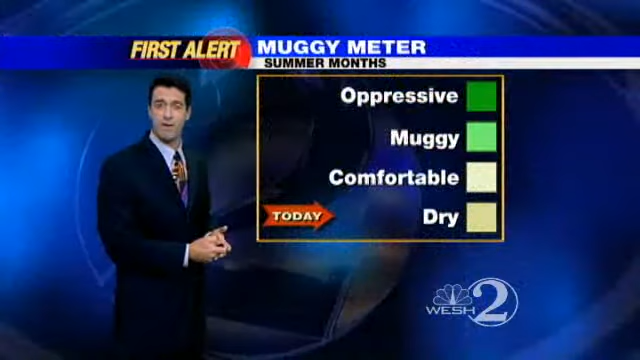 FIRST ALERT
MUGGY METER
SUMMER MONTHS
Oppressive
Muggy
Comfortable
TODAY Dry
WESH 2